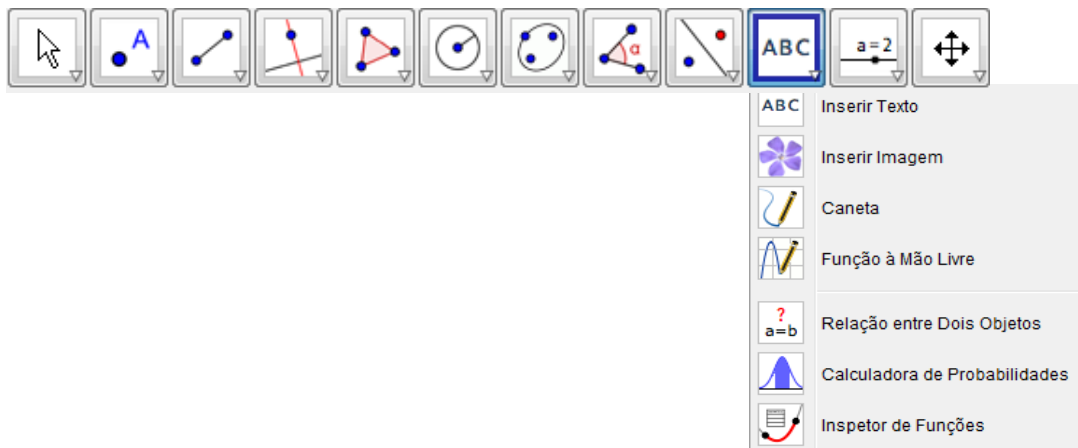 A
α
ABC
a=2
ABC Inserir Texto
Inserir Imagem
Caneta
Função à Mão Livre
?
a=b
Relação entre Dois Objetos
Calculadora de Probabilidades
Inspetor de Funções